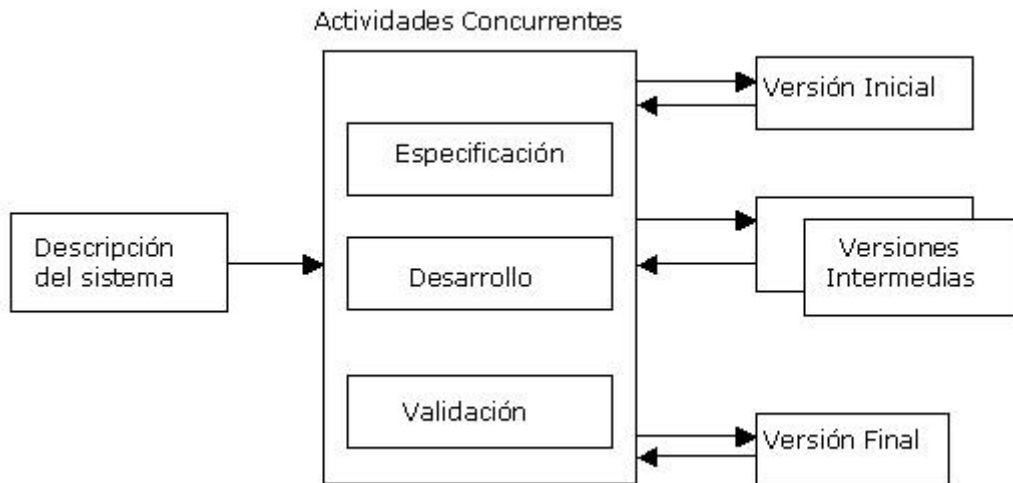 Actividades Concurrentes
Versión Inicial
Especificación
Descripción
del sistema
Desarrollo
Versiones
Intermedias
Validación
Versión Final